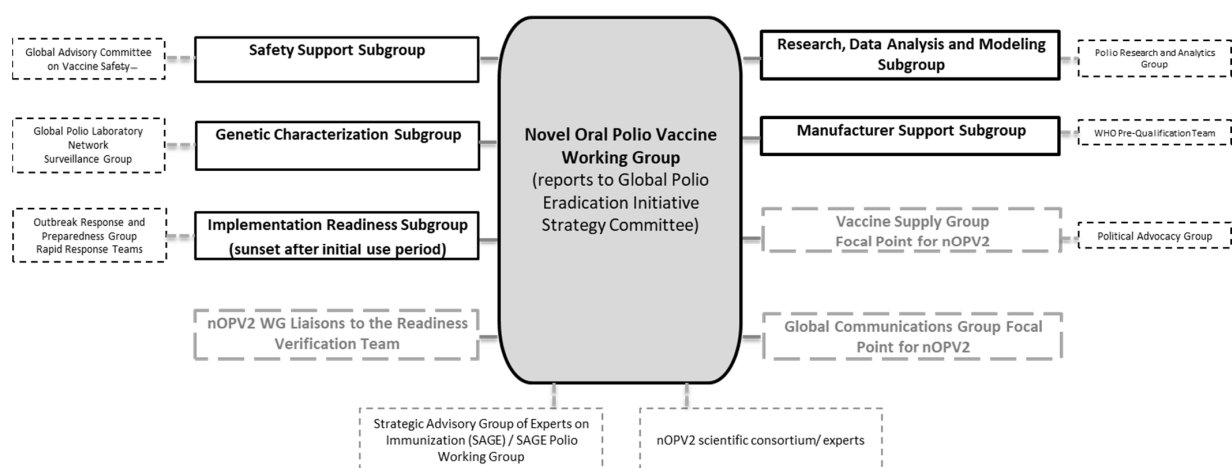 Global Advisory Committee
on Vaccine Safety...
Safety Support Subgroup
Global Polio Laboratory
Network
Surveillance Group
Genetic Characterization Subgroup
Outbreak Response and
Preparedness Group
Rapid Response Teams
Implementation Readiness Subgroup
(sunset after initial use period)
nOPV2 WG Liaisons to the Readiness
Verification Team
Novel Oral Polio Vaccine
Working Group
(reports to Global Polio
Eradication Initiative
Strategy Committee)
Research, Data Analysis and Modeling
Subgroup
Polio Research and Analytics
Group
Manufacturer Support Subgroup
WHO Pre-Qualification Team
Vaccine Supply Group
Focal Point for nOPV2
Political Advocacy Group
Global Communications Group Focal
Point for nOPV2
Strategic Advisory Group of Experts on
Immunization (SAGE) / SAGE Polio
Working Group
nOPV2 scientific consortium/ experts